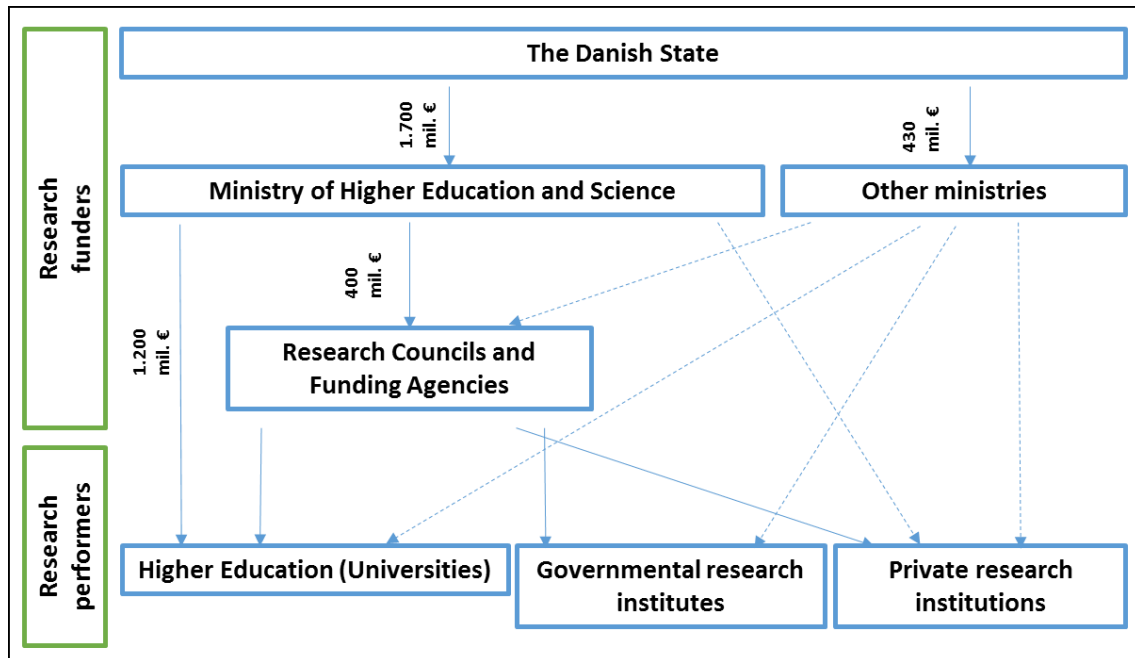 Research
funders
The Danish State
1.700
mil. €
430
mil. €
Ministry of Higher Education and Science
Other ministries
400
mil. €
1.200
mil. €
Research Councils and
Funding Agencies
Research
performers
Higher Education (Universities)
Governmental research
institutes
Private research
institutions